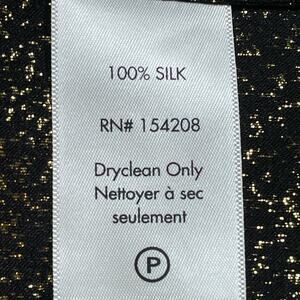 100% SILK
RN# 154208
Dryclean Only
Nettoyer à sec
seulement
P